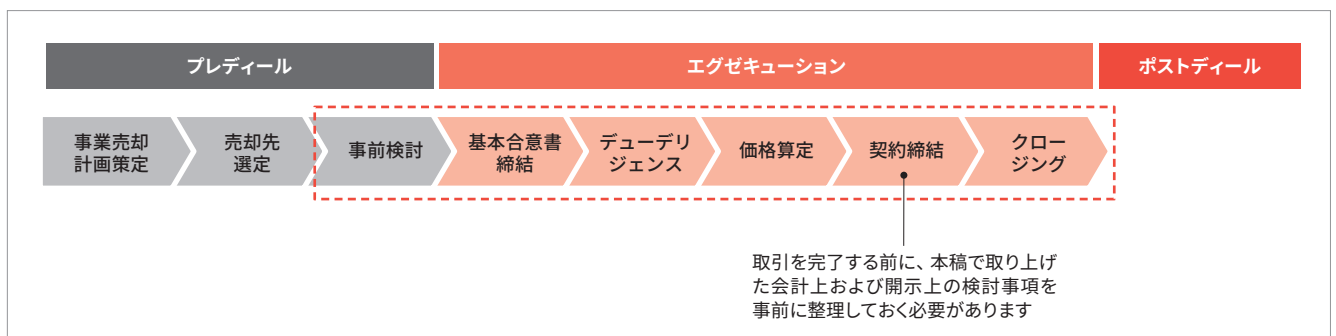 プレディール
エグゼキューション
ポストディール
事業売却
計画策定
売却先
選定
事前検討
基本合意書
締結
デューデリ
ジェンス
価格算定
契約締結
クロー
ジング
取引を完了する前に、本稿で取り上げ
た会計上および開示上の検討事項を
事前に整理しておく必要があります